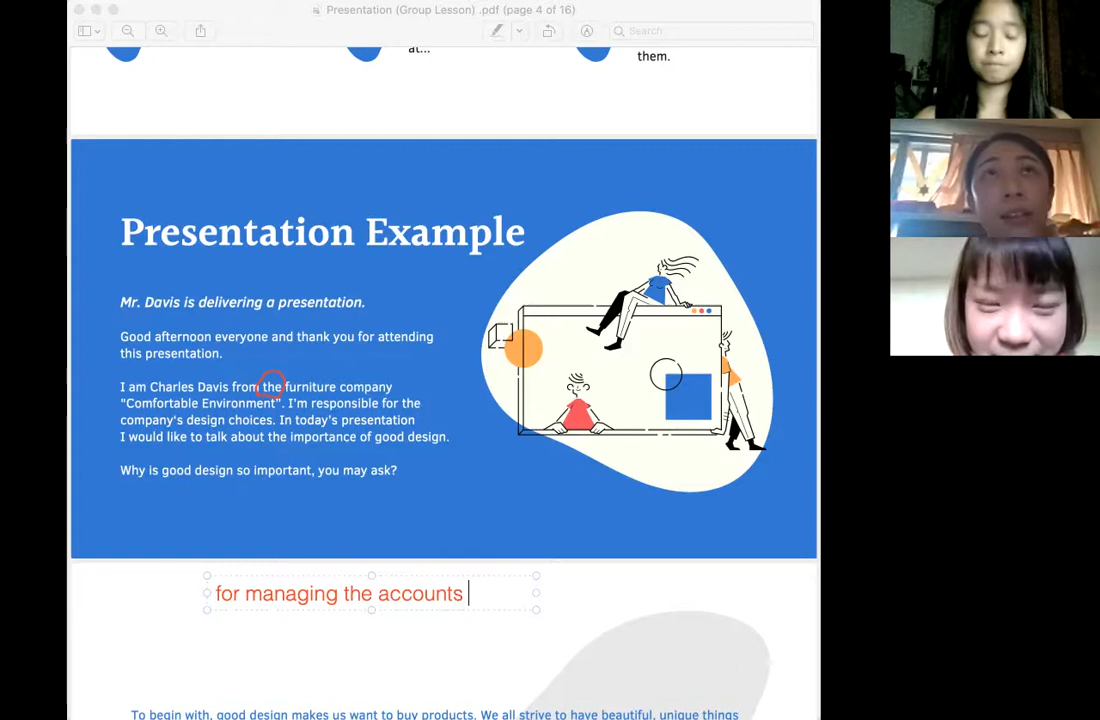 Presentation (Group Lesson) .pdf (page 4 of 16)
Search
at...
them.
Presentation Example
Mr. Davis is delivering a presentation.
Good afternoon everyone and thank you for attending
this presentation.
I am Charles Davis from the furniture company
"Comfortable Environment". I'm responsible for the
company's design choices. In today's presentation
I would like to talk about the importance of good design.
Why is good design so important, you may ask?
for managing the accounts
To begin with, good design makes us want to buy products. We all strive to have beautiful, unique things